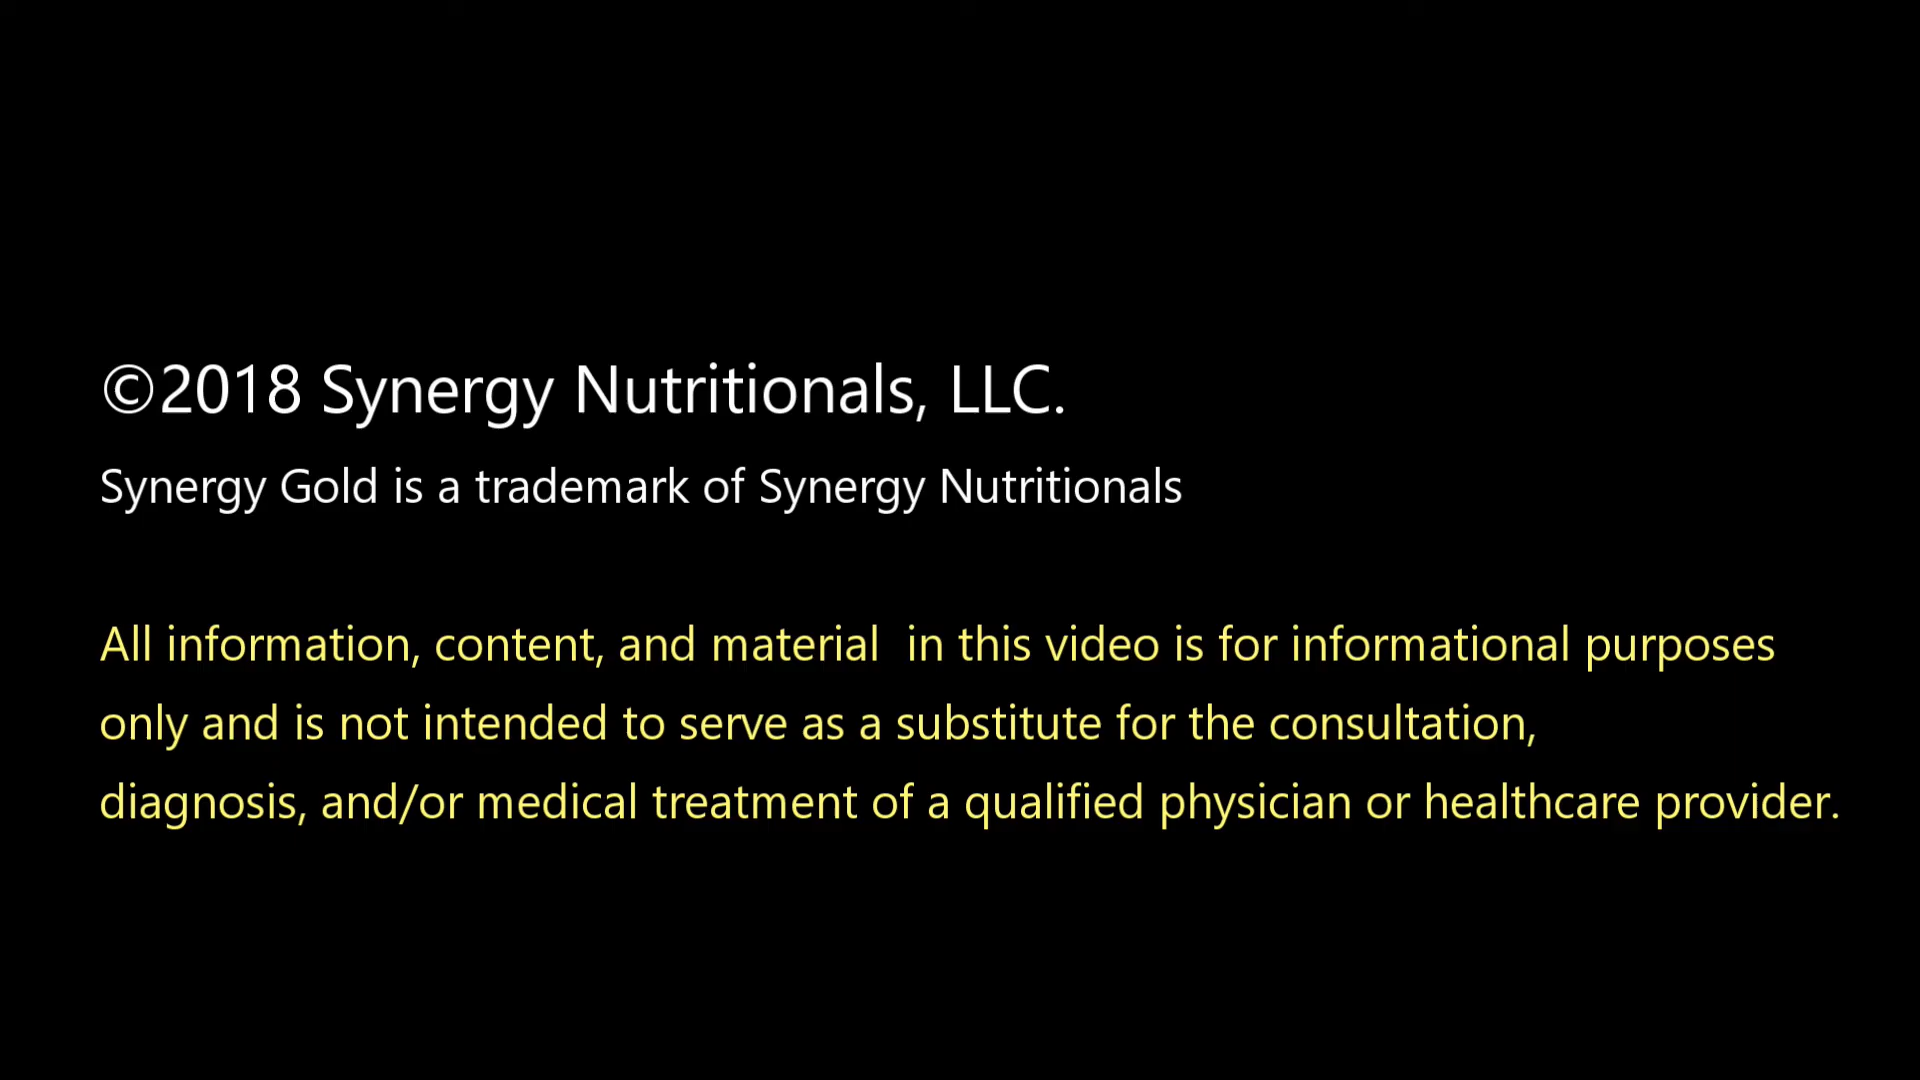 ©2018 Synergy Nutritionals, LLC.
Synergy Gold is a trademark of Synergy Nutritionals
All information, content, and material  in this video is for informational purposes
only and is not intended to serve as a substitute for the consultation,
diagnosis, and/or medical treatment of a qualified physician or healthcare provider.